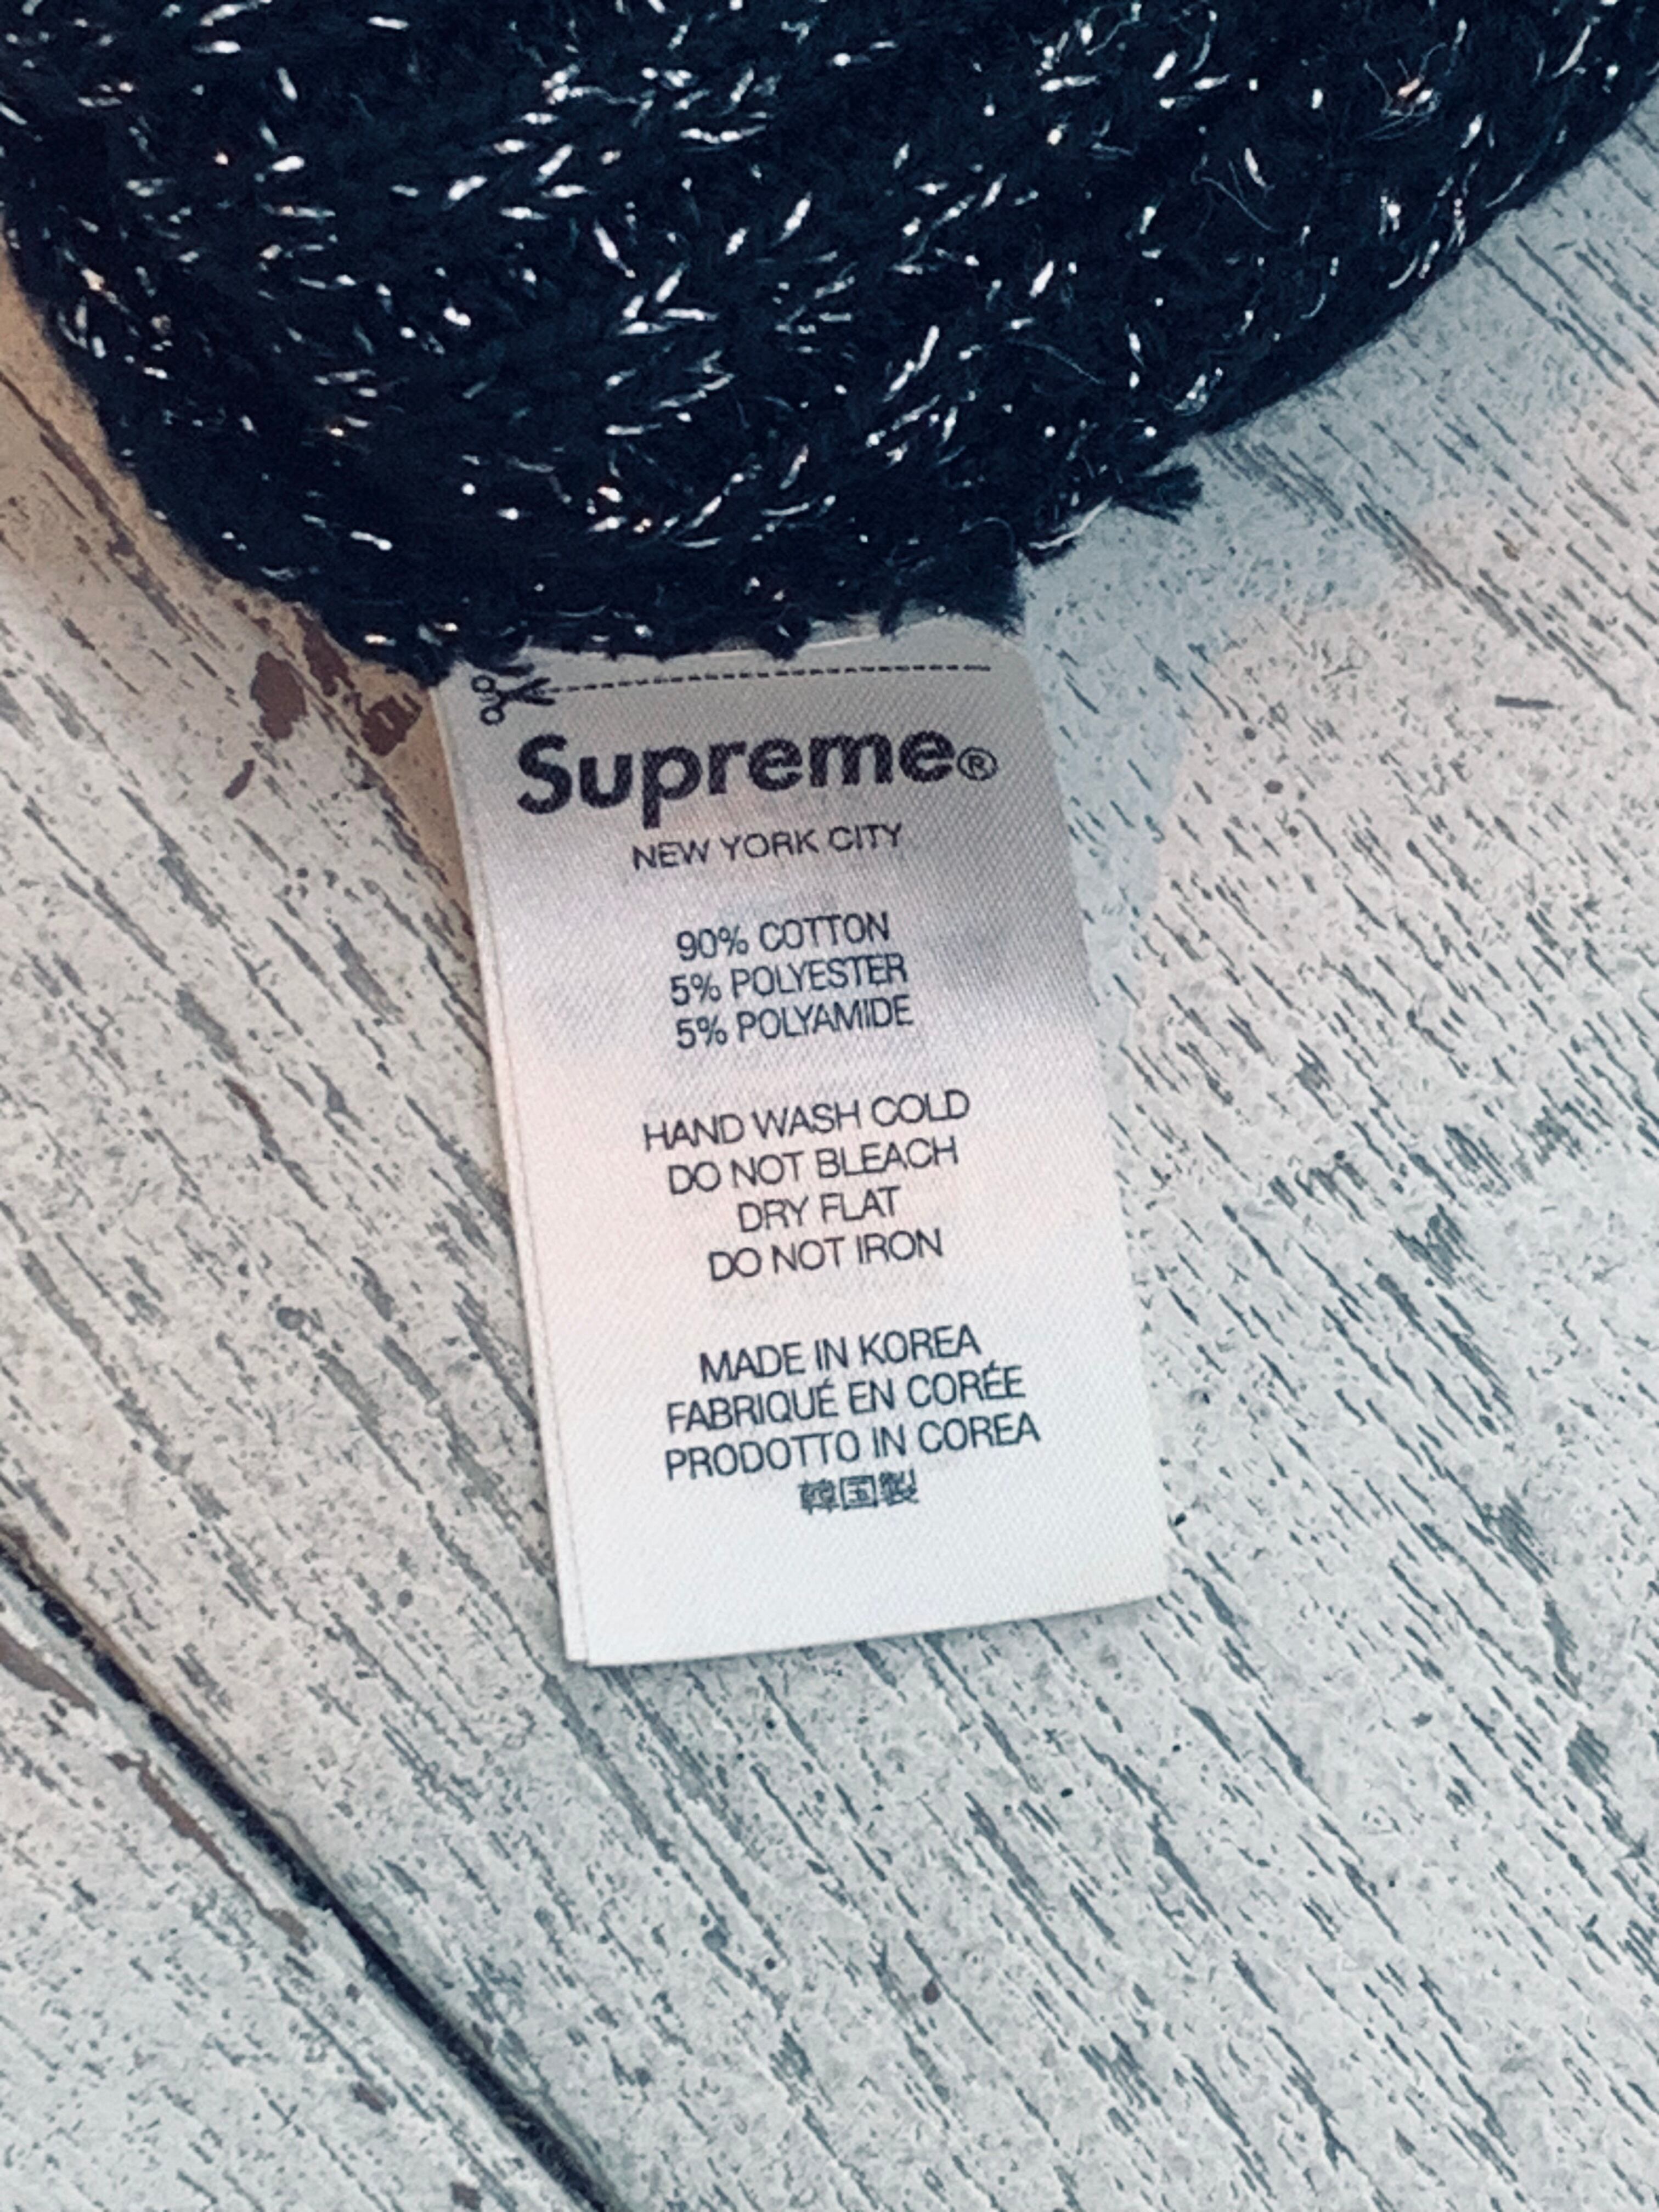 Supreme®
NEW YORK CITY
90% COTTON
5% POLYESTER
5% POLYAMIDE
HAND WASH COLD
DO NOT BLEACH
DRY FLAT
DO NOT IRON
MADE IN KOREA
FABRIQUÉ EN CORÉE
PRODOTTO IN COREA
韓国製